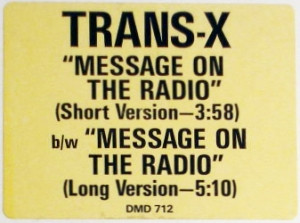 TRANS-X
"MESSAGE ON
THE RADIO"
(Short Version—3:58)
b/w "MESSAGE ON
THE RADIO"
(Long Version—5:10)
DMD 712